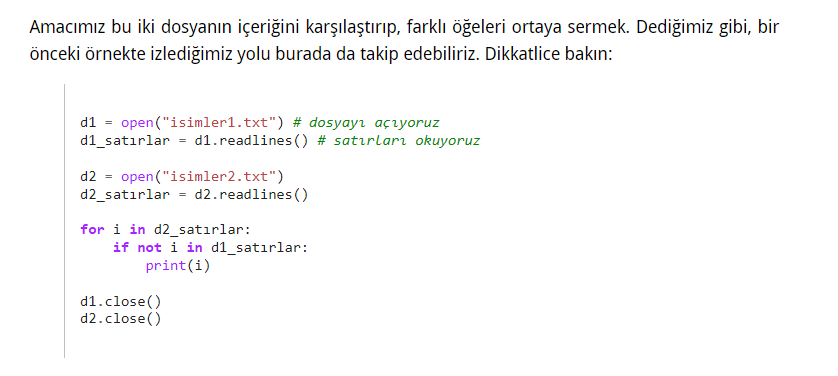 Amacımız bu iki dosyanın içeriğini karşılaştırıp, farklı öğeleri ortaya sermek. Dediğimiz gibi, bir
önceki örnekte izlediğimiz yolu burada da takip edebiliriz. Dikkatlice bakın:
d1 = open("isimler1.txt") # dosyayı açıyoruz
d1_satırlar = d1.readlines() # satırları okuyoruz
d2 = open("isimler2.txt")
d2_satırlar = d2.readlines()
for i in d2_satırlar:
    if not i in d1_satırlar:
        print(i)
d1.close()
d2.close()